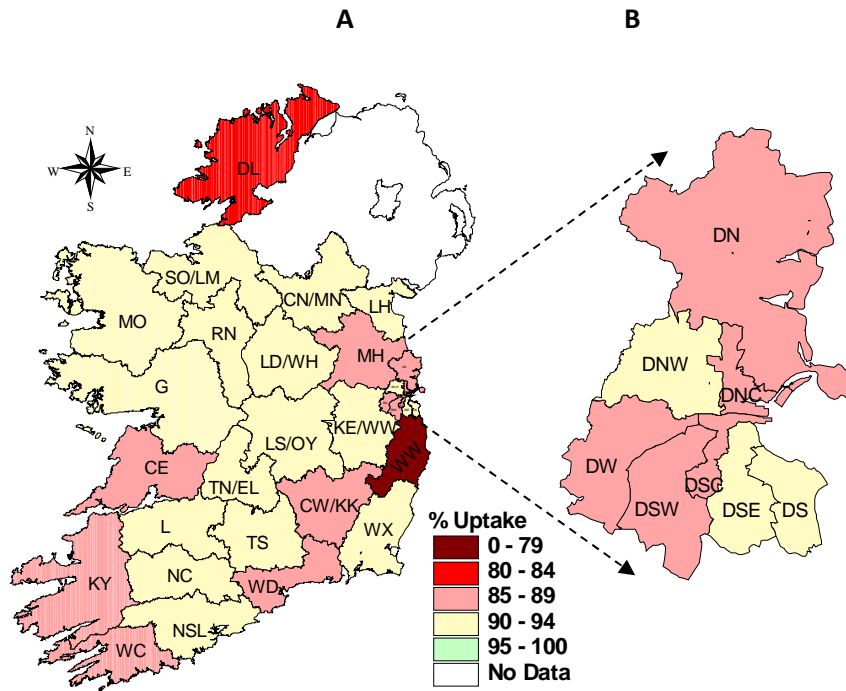 A
B
N
W E
S
DL
SO/LM
CN/MN
LH
MO
RN
LD/WH
MH
G
KE/WW
LS/OY
WW
CE
TN/EL
CW/KK
L
TS
WX
KY
NC
WD
NSL
WC
% Uptake
0 - 79
80 - 84
85 - 89
90 - 94
95 - 100
No Data
DN
DNW
DNC
DW
DSC
DSW
DSE
DS